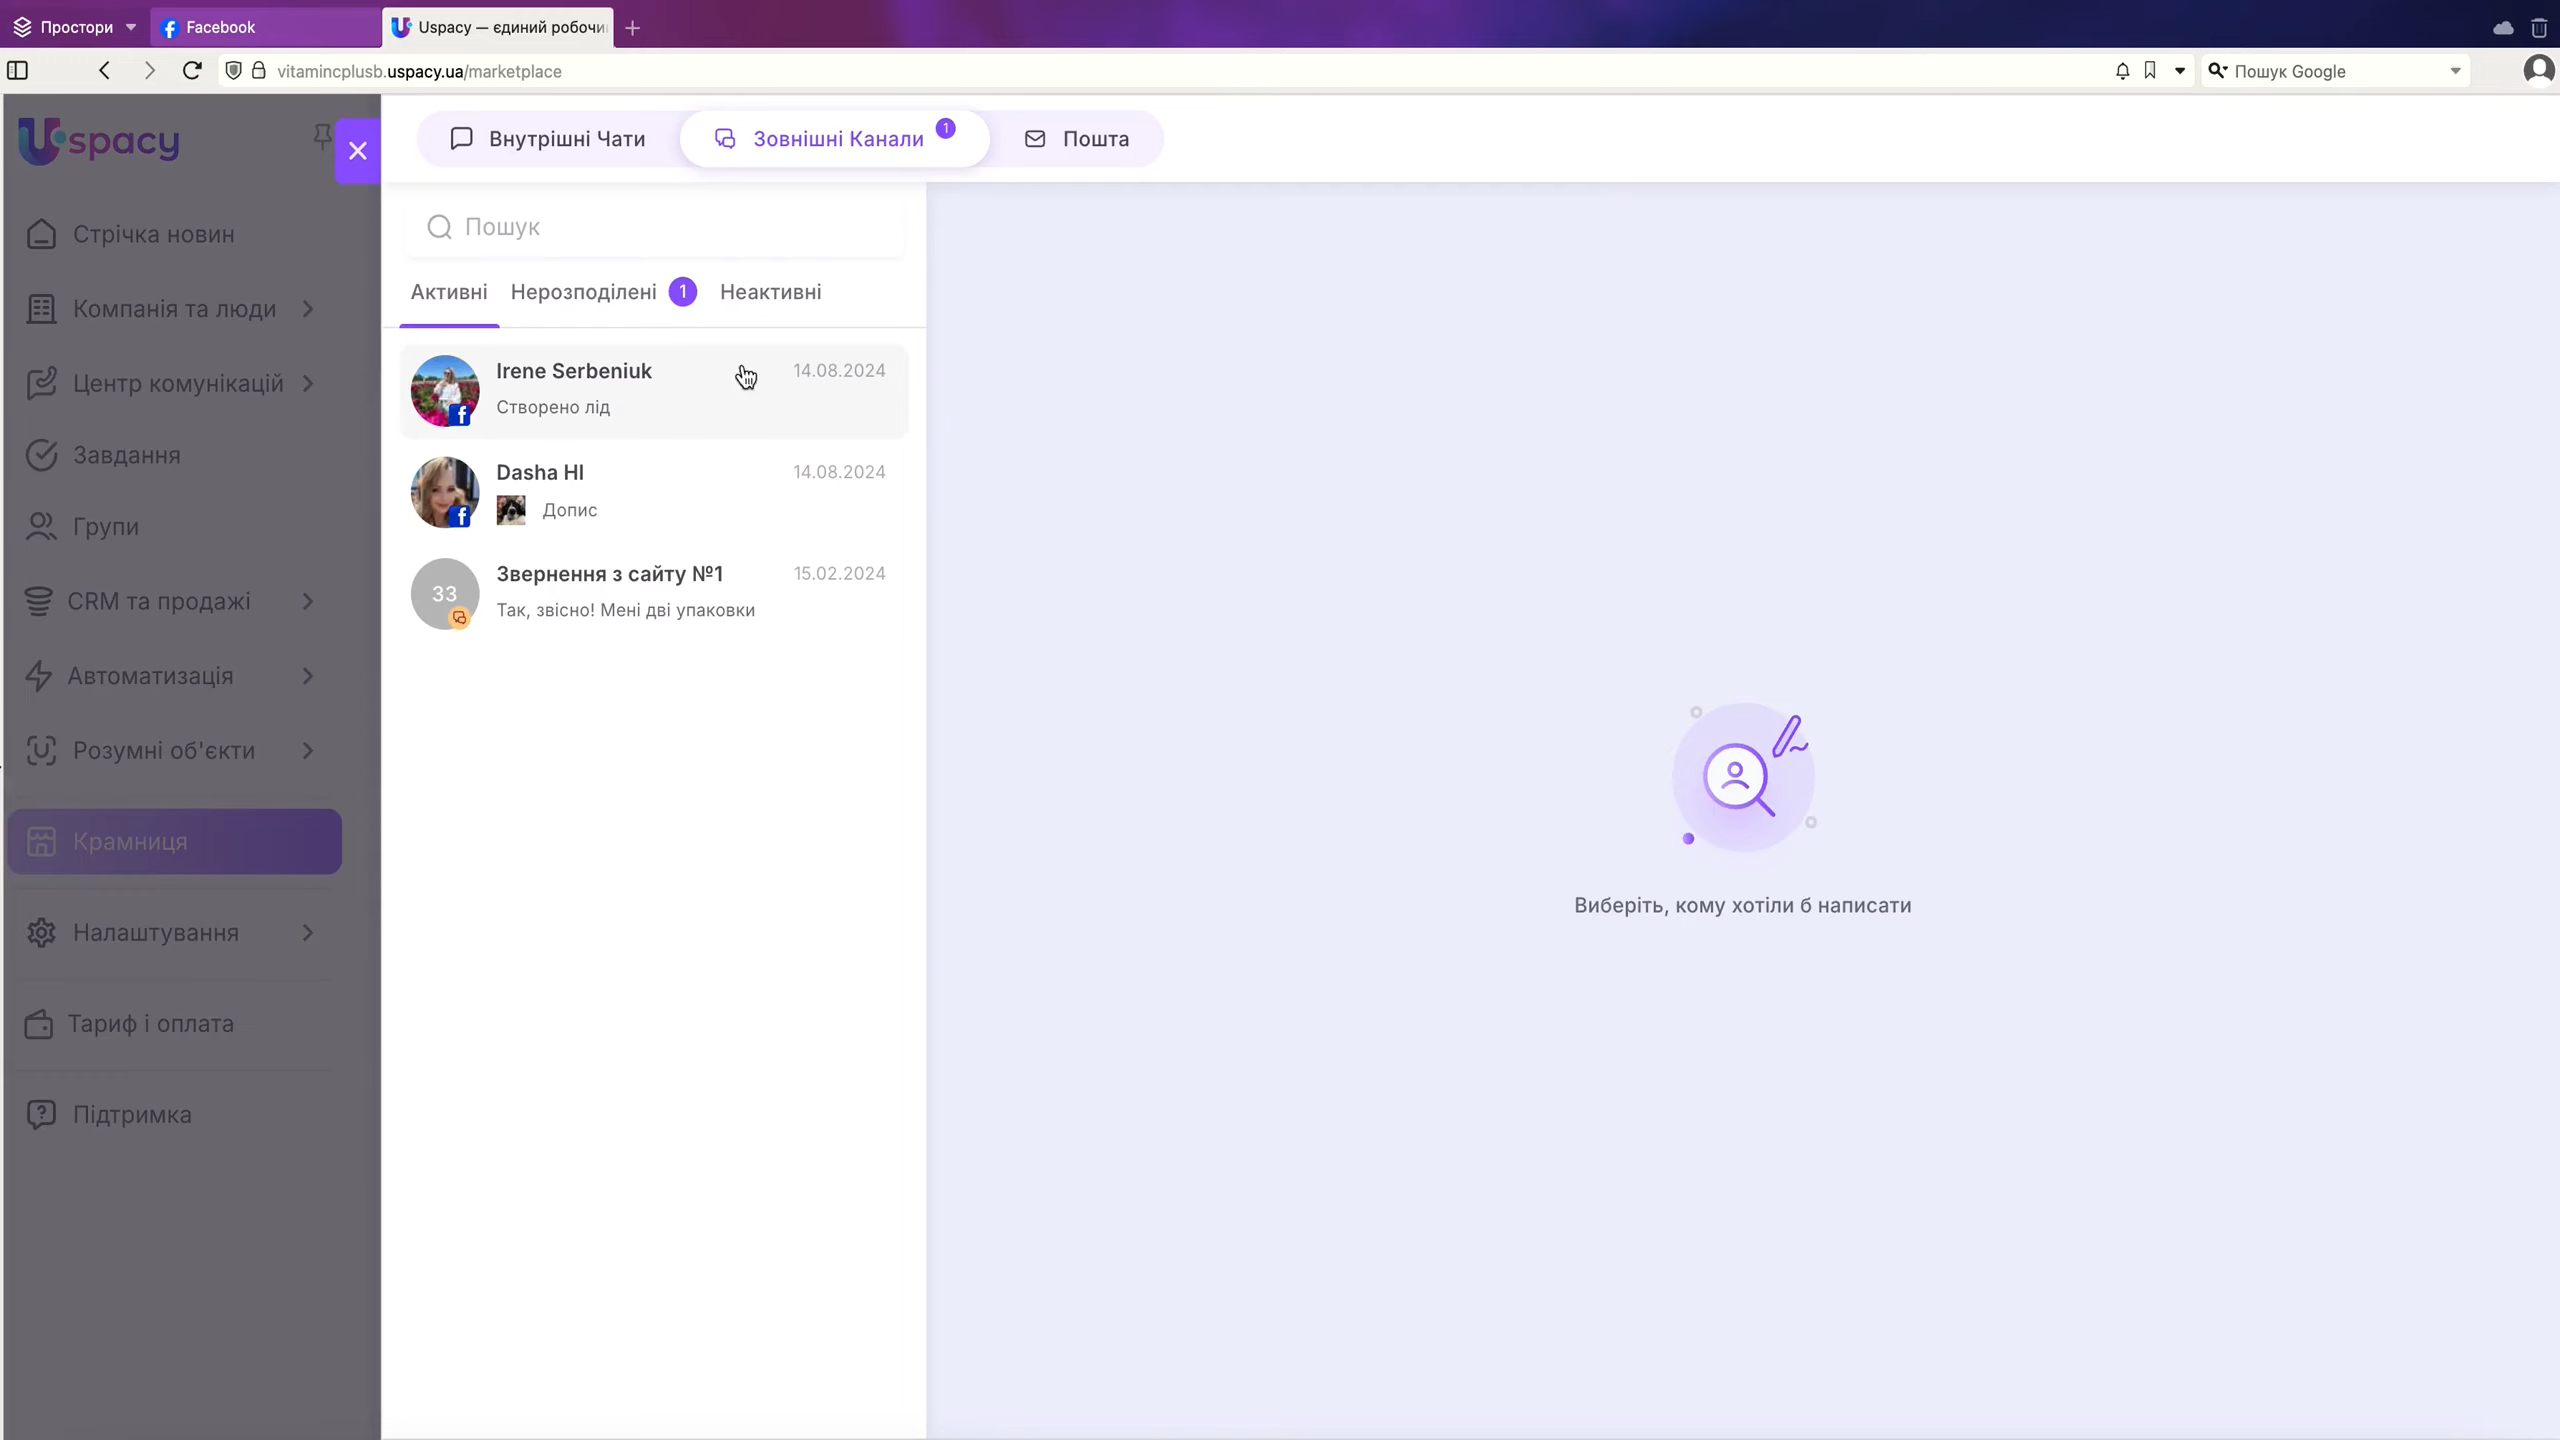 Простори
Facebook
Uspacy — єдиний робочи
vitamincplusb.uspacy.ua/marketplace
Пошук Google
Uspacy
Внутрішні Чати
Зовнішні Канали 1
Пошта
Стрічка новин
Компанія та люди
Центр комунікацій
Завдання
Групи
CRM та продажі
Автоматизація
Розумні об'єкти
Крамниця
Налаштування
Тариф і оплата
Підтримка
Пошук
Активні
Нерозподілені 1
Неактивні
Irene Serbeniuk 14.08.2024
Створено лід
Dasha Hl 14.08.2024
Допис
33
Звернення з сайту №1 15.02.2024
Так, звісно! Мені дві упаковки
Виберіть, кому хотіли б написати